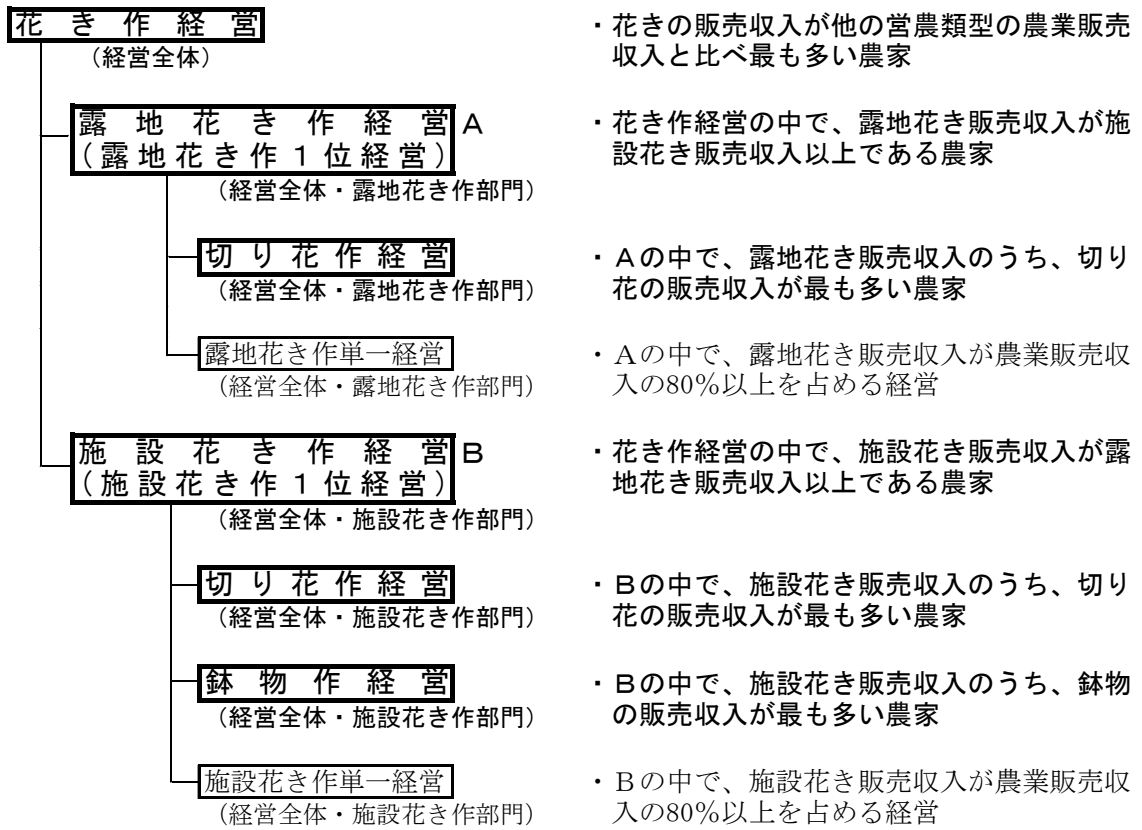 花き作経営
・花きの販売収入が他の営農類型の農業販売
（経営全体）
収入と比べ最も多い農家
露地花き作経営 A
・花き作経営の中で、露地花き販売収入が施
（露地花き作１位経営）
設花き販売収入以上である農家
（経営全体・露地花き作部門）
切り花作経営
・Ａの中で、露地花き販売収入のうち、切り
（経営全体・露地花き作部門）
花の販売収入が最も多い農家
露地花き作単一経営
・Ａの中で、露地花き販売収入が農業販売収
（経営全体・露地花き作部門）
入の80％以上を占める経営
施設花き作経営 B
・花き作経営の中で、施設花き販売収入が露
（施設花き作１位経営）
地花き販売収入以上である農家
（経営全体・施設花き作部門）
切り花作経営
・Ｂの中で、施設花き販売収入のうち、切り
（経営全体・施設花き作部門）
花の販売収入が最も多い農家
鉢物作経営
・Ｂの中で、施設花き販売収入のうち、鉢物
（経営全体・施設花き作部門）
の販売収入が最も多い農家
施設花き作単一経営
・Ｂの中で、施設花き販売収入が農業販売収
（経営全体・施設花き作部門）
入の80％以上を占める経営